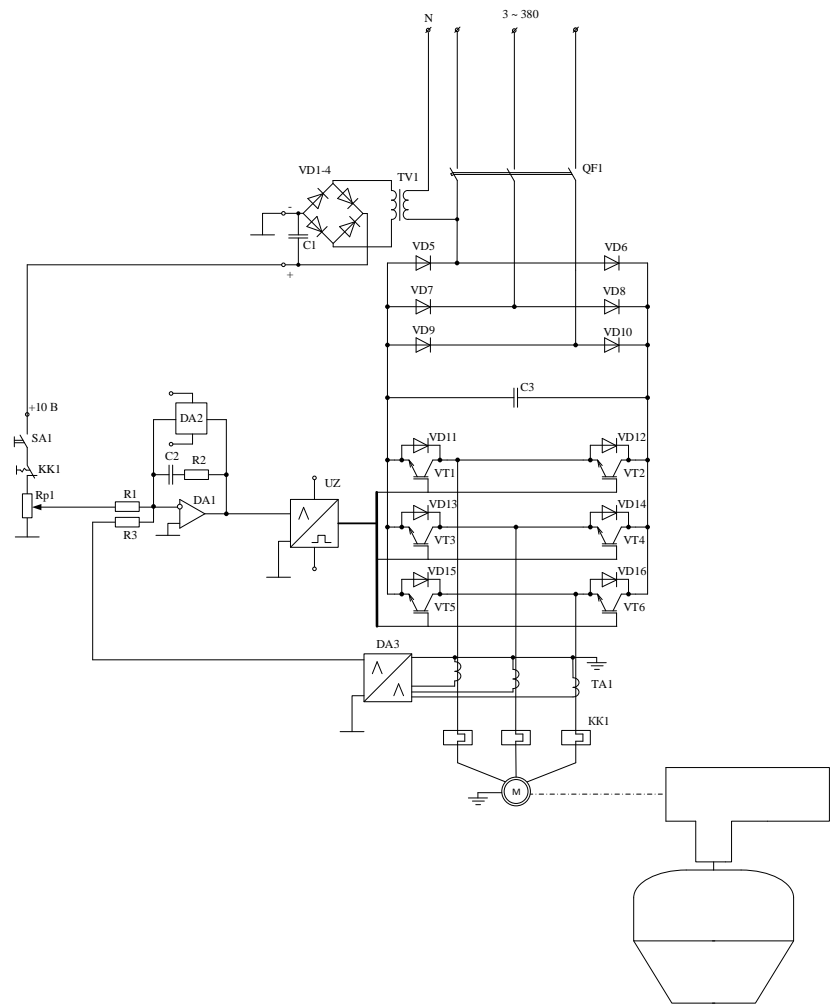 N
3 ~ 380
QF1
VD1-4
TV1
-
C1
+
VD5
VD6
VD7
VD8
VD9
VD10
C3
+10 В
SA1
KK1
Rp1
DA2
C2
R2
R1
DA1
R3
UZ
VD11
VD12
VT1
VT2
VD13
VD14
VT3
VT4
VD15
VD16
VT5
VT6
DA3
TA1
KK1
M